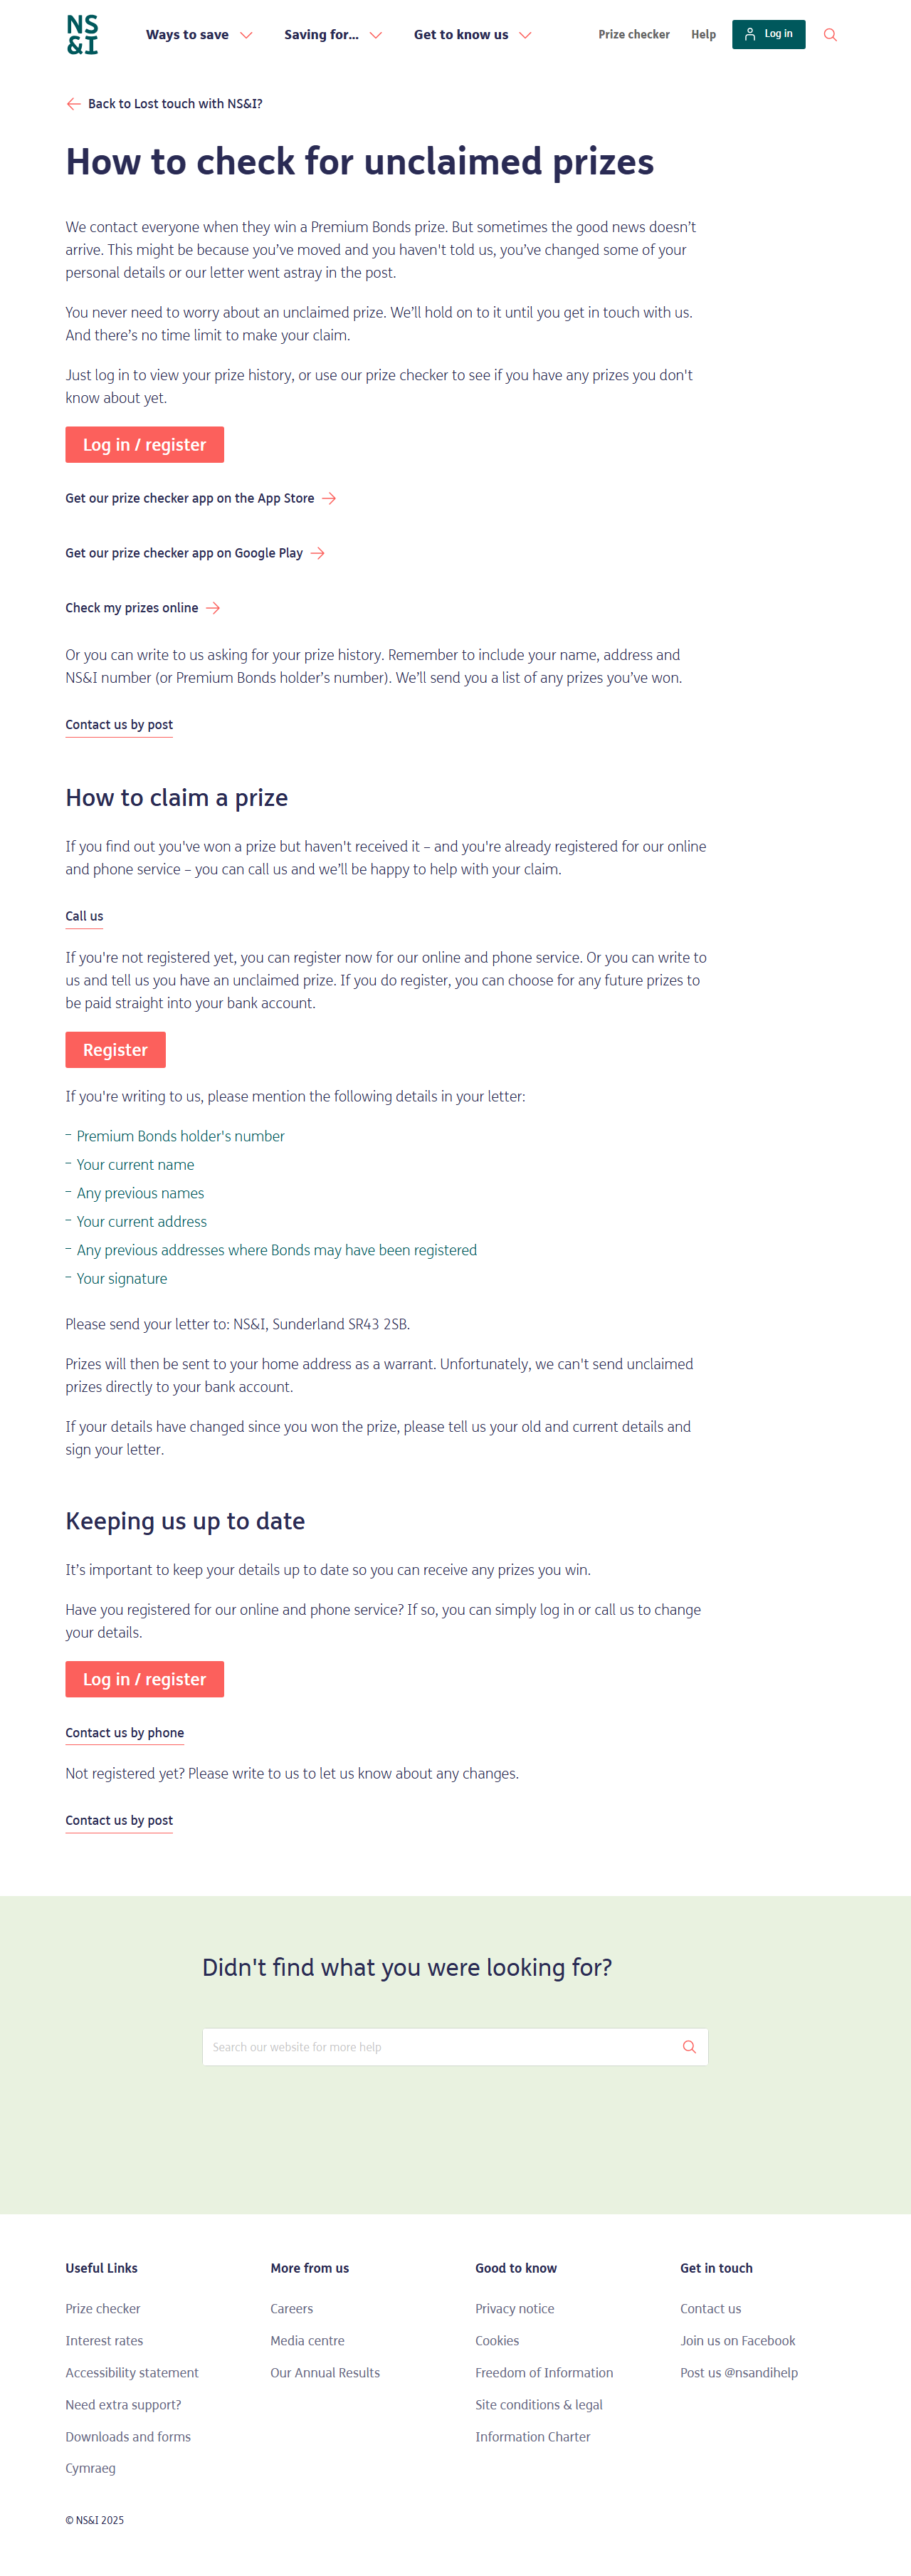 NS
&I
Ways to save
Saving for...
Get to know us
Prize checker
Help
Log in
Back to Lost touch with NS&I?
How to check for unclaimed prizes
We contact everyone when they win a Premium Bonds prize. But sometimes the good news doesn’t
arrive. This might be because you’ve moved and you haven't told us, you’ve changed some of your
personal details or our letter went astray in the post.
You never need to worry about an unclaimed prize. We’ll hold on to it until you get in touch with us.
And there’s no time limit to make your claim.
Just log in to view your prize history, or use our prize checker to see if you have any prizes you don't
know about yet.
Log in / register
Get our prize checker app on the App Store
Get our prize checker app on Google Play
Check my prizes online
Or you can write to us asking for your prize history. Remember to include your name, address and
NS&I number (or Premium Bonds holder’s number). We’ll send you a list of any prizes you’ve won.
Contact us by post
How to claim a prize
If you find out you've won a prize but haven't received it – and you're already registered for our online
and phone service – you can call us and we’ll be happy to help with your claim.
Call us
If you're not registered yet, you can register now for our online and phone service. Or you can write to
us and tell us you have an unclaimed prize. If you do register, you can choose for any future prizes to
be paid straight into your bank account.
Register
If you're writing to us, please mention the following details in your letter:
– Premium Bonds holder's number
– Your current name
– Any previous names
– Your current address
– Any previous addresses where Bonds may have been registered
– Your signature
Please send your letter to: NS&I, Sunderland SR43 2SB.
Prizes will then be sent to your home address as a warrant. Unfortunately, we can't send unclaimed
prizes directly to your bank account.
If your details have changed since you won the prize, please tell us your old and current details and
sign your letter.
Keeping us up to date
It’s important to keep your details up to date so you can receive any prizes you win.
Have you registered for our online and phone service? If so, you can simply log in or call us to change
your details.
Log in / register
Contact us by phone
Not registered yet? Please write to us to let us know about any changes.
Contact us by post
Didn't find what you were looking for?
Search our website for more help
Useful Links
Prize checker
Interest rates
Accessibility statement
Need extra support?
Downloads and forms
Cymraeg
More from us
Careers
Media centre
Our Annual Results
Good to know
Privacy notice
Cookies
Freedom of Information
Site conditions & legal
Information Charter
Get in touch
Contact us
Join us on Facebook
Post us @nsandihelp
© NS&I 2025